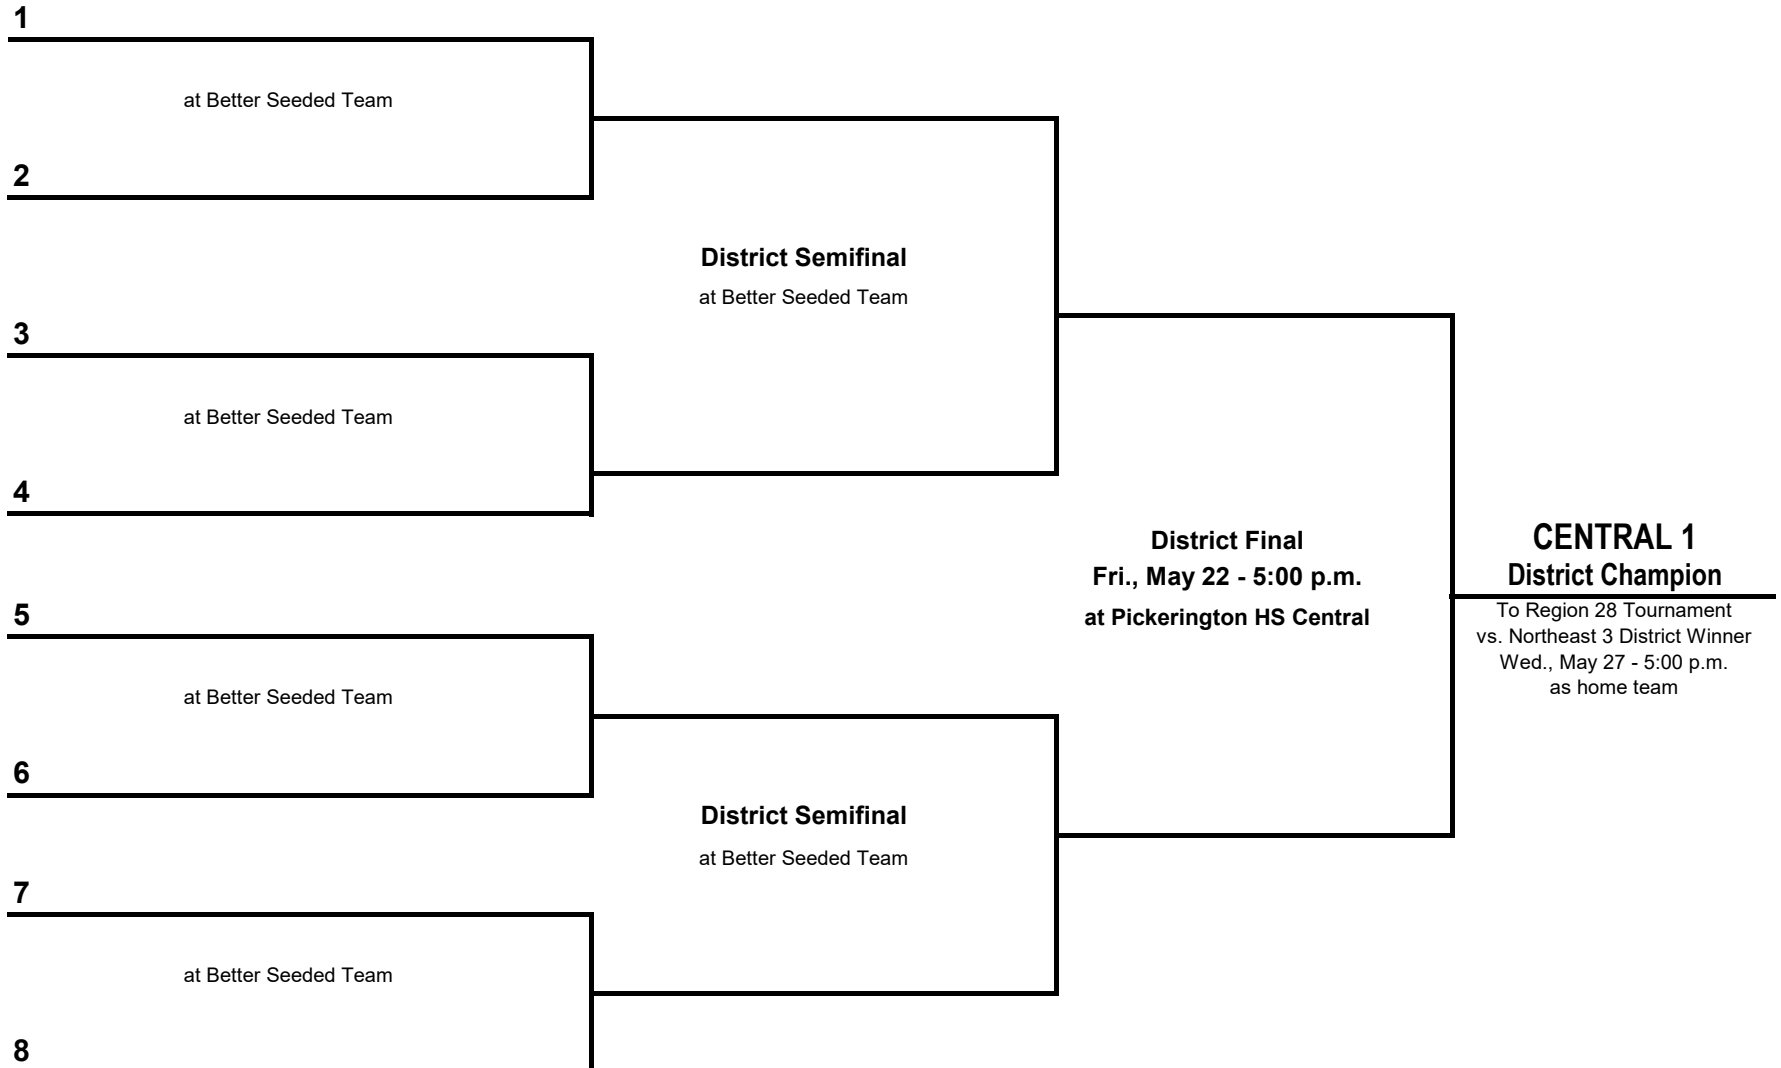 1
at Better Seeded Team
2
District Semifinal
at Better Seeded Team
3
at Better Seeded Team
4
District Final
Fri., May 22 - 5:00 p.m.
at Pickerington HS Central
CENTRAL 1
District Champion
To Region 28 Tournament
vs. Northeast 3 District Winner
Wed., May 27 - 5:00 p.m.
as home team
5
at Better Seeded Team
6
District Semifinal
at Better Seeded Team
7
at Better Seeded Team
8